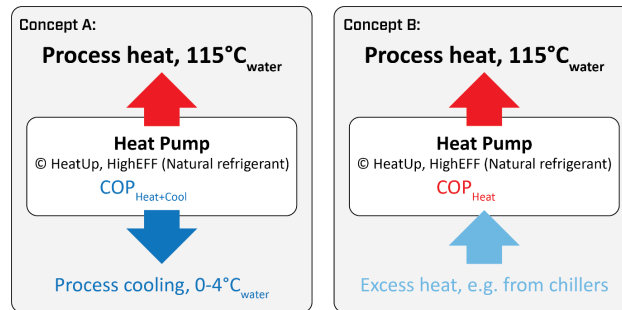 Concept A:
Process heat, 115°Cwater
Heat Pump
© HeatUp, HighEFF (Natural refrigerant)
COPHeat+Cool
Process cooling, 0-4°Cwater
Concept B:
Process heat, 115°Cwater
Heat Pump
© HeatUp, HighEFF (Natural refrigerant)
COPHeat
Excess heat, e.g. from chillers